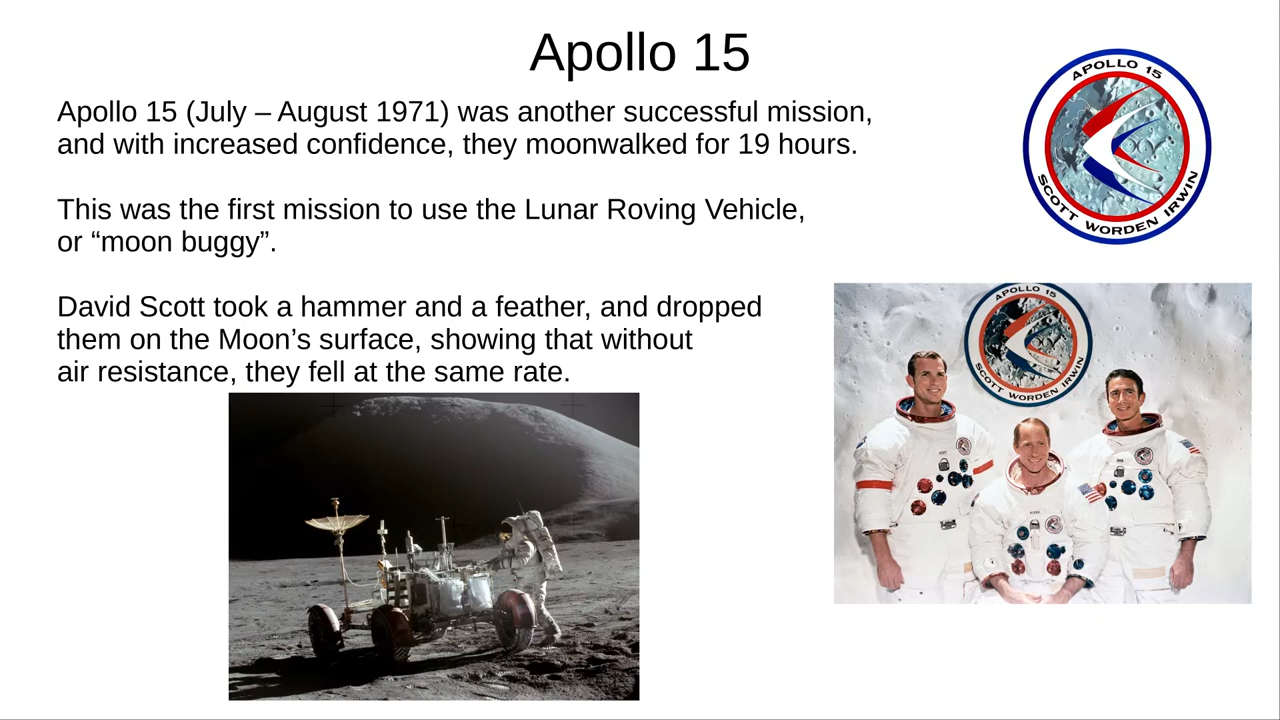 Apollo 15
Apollo 15 (July – August 1971) was another successful mission,
and with increased confidence, they moonwalked for 19 hours.
This was the first mission to use the Lunar Roving Vehicle,
or “moon buggy”.
David Scott took a hammer and a feather, and dropped
them on the Moon’s surface, showing that without
air resistance, they fell at the same rate.
APOLLO 15
SCOTT WORDEN IRWIN
APOLLO 15
SCOTT WORDEN IRWIN